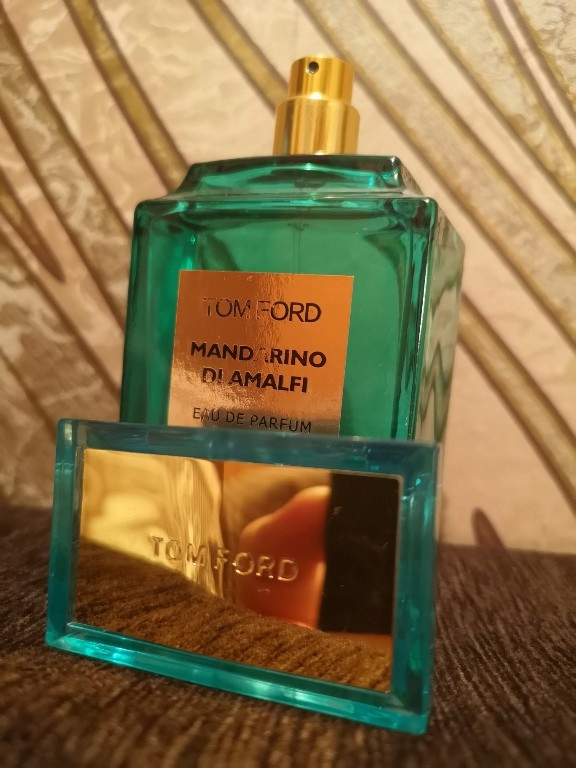 TOM FORD
MANDARINO
DI AMALFI
EAU DE PARFUM
TOM FORD